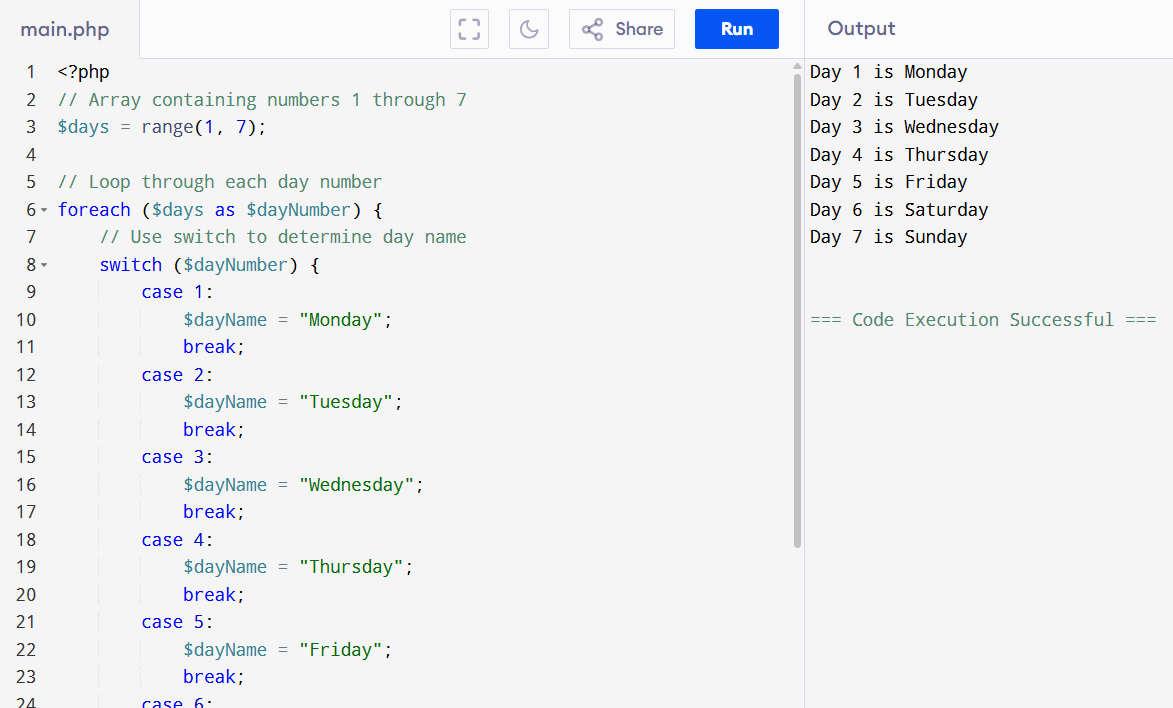 main.php
Share
Run
Output
1 <?php
2 // Array containing numbers 1 through 7
3 $days = range(1, 7);
4
5 // Loop through each day number
6 foreach ($days as $dayNumber) {
7     // Use switch to determine day name
8     switch ($dayNumber) {
9         case 1:
10             $dayName = "Monday";
11             break;
12         case 2:
13             $dayName = "Tuesday";
14             break;
15         case 3:
16             $dayName = "Wednesday";
17             break;
18         case 4:
19             $dayName = "Thursday";
20             break;
21         case 5:
22             $dayName = "Friday";
23             break;
24         case 6:
Day 1 is Monday
Day 2 is Tuesday
Day 3 is Wednesday
Day 4 is Thursday
Day 5 is Friday
Day 6 is Saturday
Day 7 is Sunday
=== Code Execution Successful ===